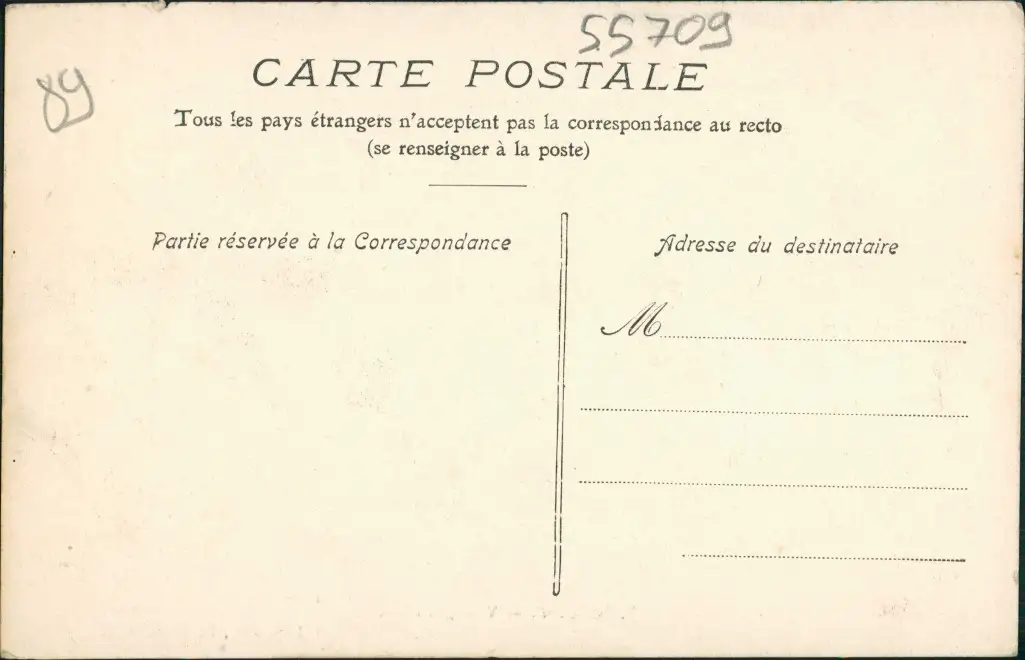 55709
89
CARTE POSTALE
Tous les pays étrangers n'acceptent pas la correspondance au recto
(se renseigner à la poste)
Partie réservée à la Correspondance
Adresse du destinataire
M